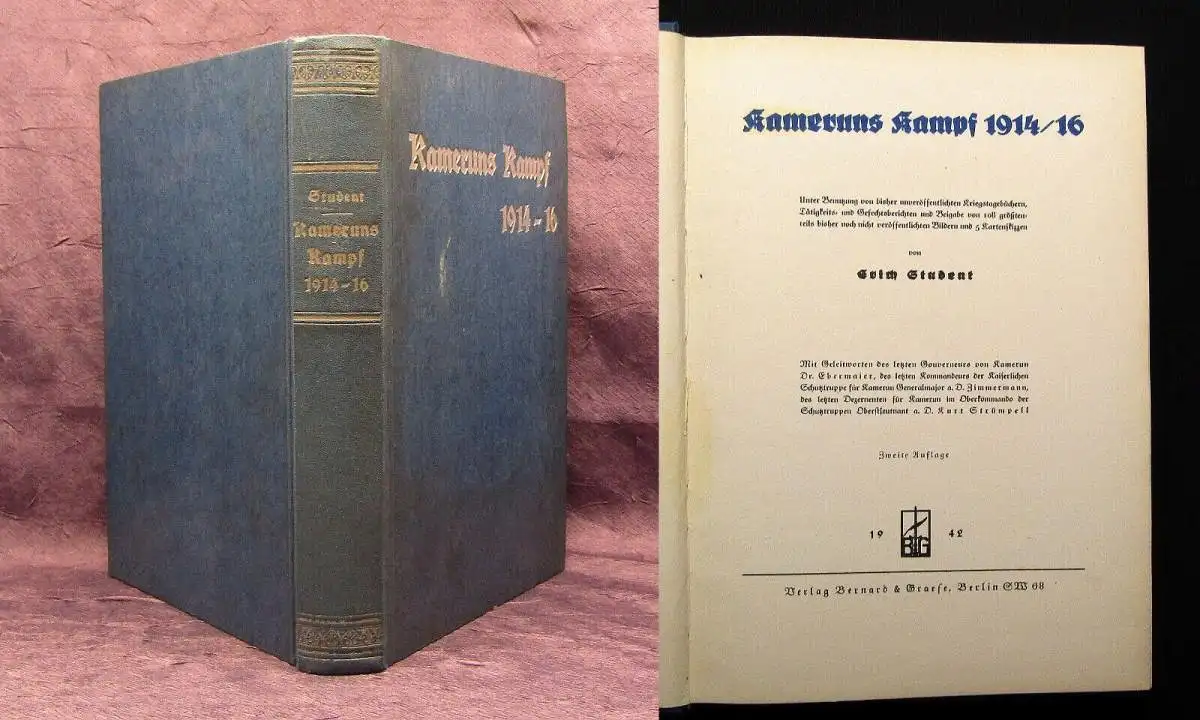 Student
Kameruns
Kampf
1914-16
Kameruns Kampf
1914-16
Kameruns Kampf 1914/16
Unter Benutzung von bisher unveröffentlichten Kriegstagebüchern,
Tätigkeits- und Gefechtsberichten und Beigabe von 101 größten-
teils bisher noch nicht veröffentlichten Bildern und 5 Kartenskizzen
von
Erich Student
Mit Geleitworten des letzten Gouverneurs von Kamerun
Dr. Ebermaier, des letzten Kommandeurs der Kaiserlichen
Schutztruppe für Kamerun Generalmajor a. D. Zimmermann,
des letzten Dezernenten für Kamerun im Oberkommando der
Schutztruppen Oberstleutnant a. D. Kurt Strümpell
Zweite Auflage
19 BG 42
Verlag Bernard & Graefe, Berlin SW 68